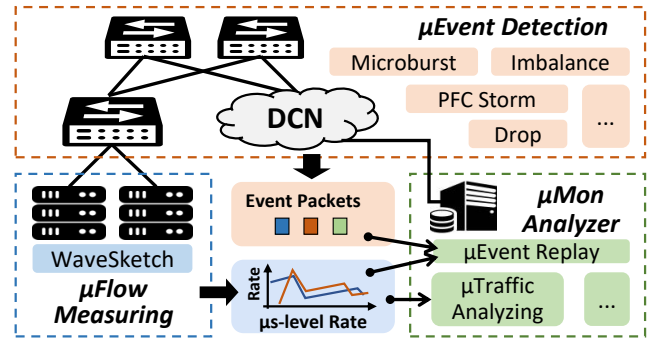 μEvent Detection
Microburst
Imbalance
PFC Storm
Drop
...
DCN
WaveSketch
μFlow
Measuring
Event Packets
Rate
μs-level Rate
μMon
Analyzer
μEvent Replay
μTraffic
Analyzing
...